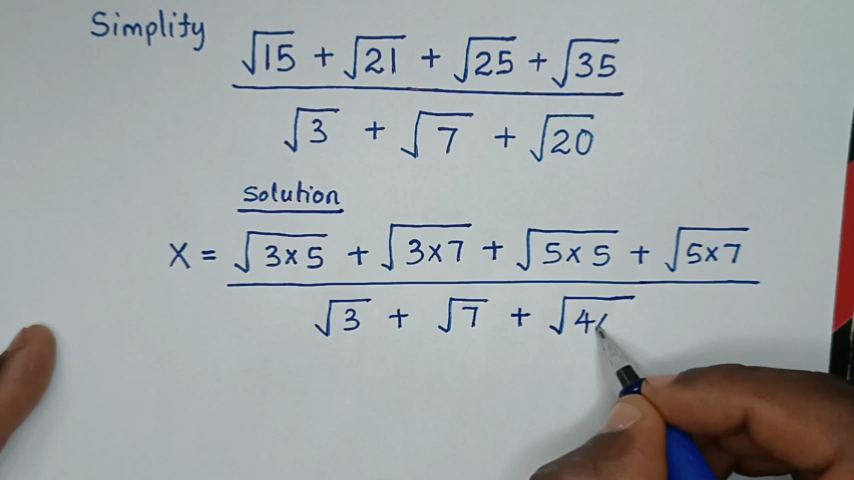 Simplify
√15 + √21 + √25 + √35
√3 + √7 + √20
Solution
X = √3×5 + √3×7 + √5×5 + √5×7
√3 + √7 + √4